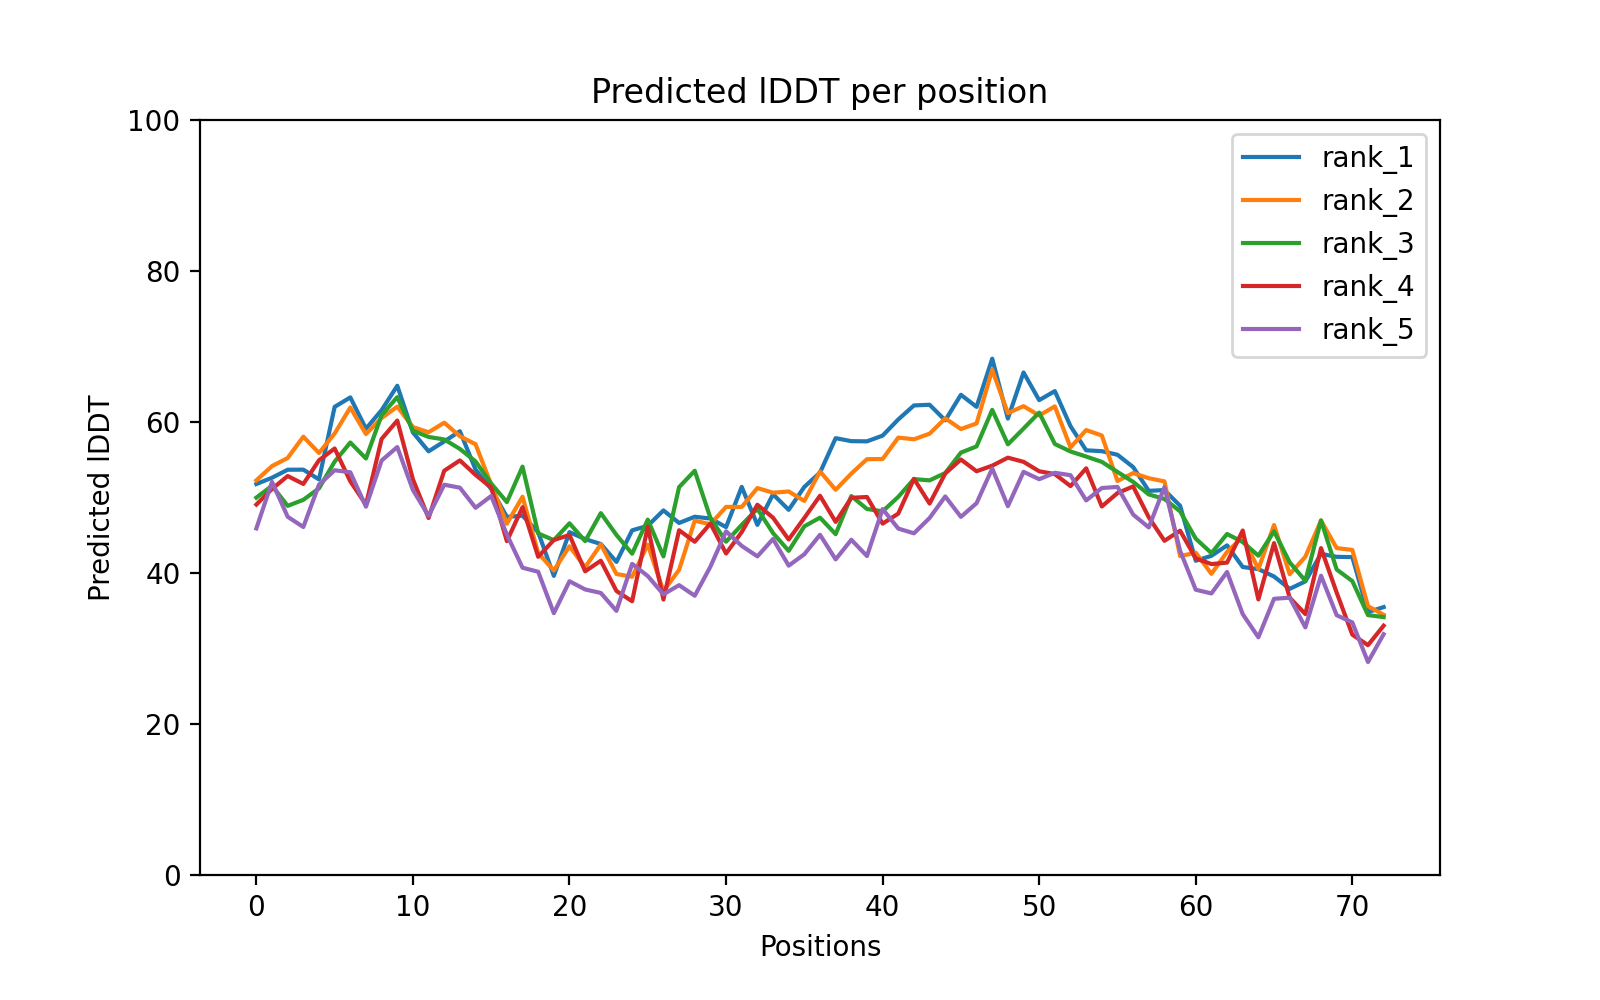 Predicted lDDT per position
100
80
60
40
20
0
Predicted lDDT
rank_1
rank_2
rank_3
rank_4
rank_5
0 10 20 30 40 50 60 70
Positions